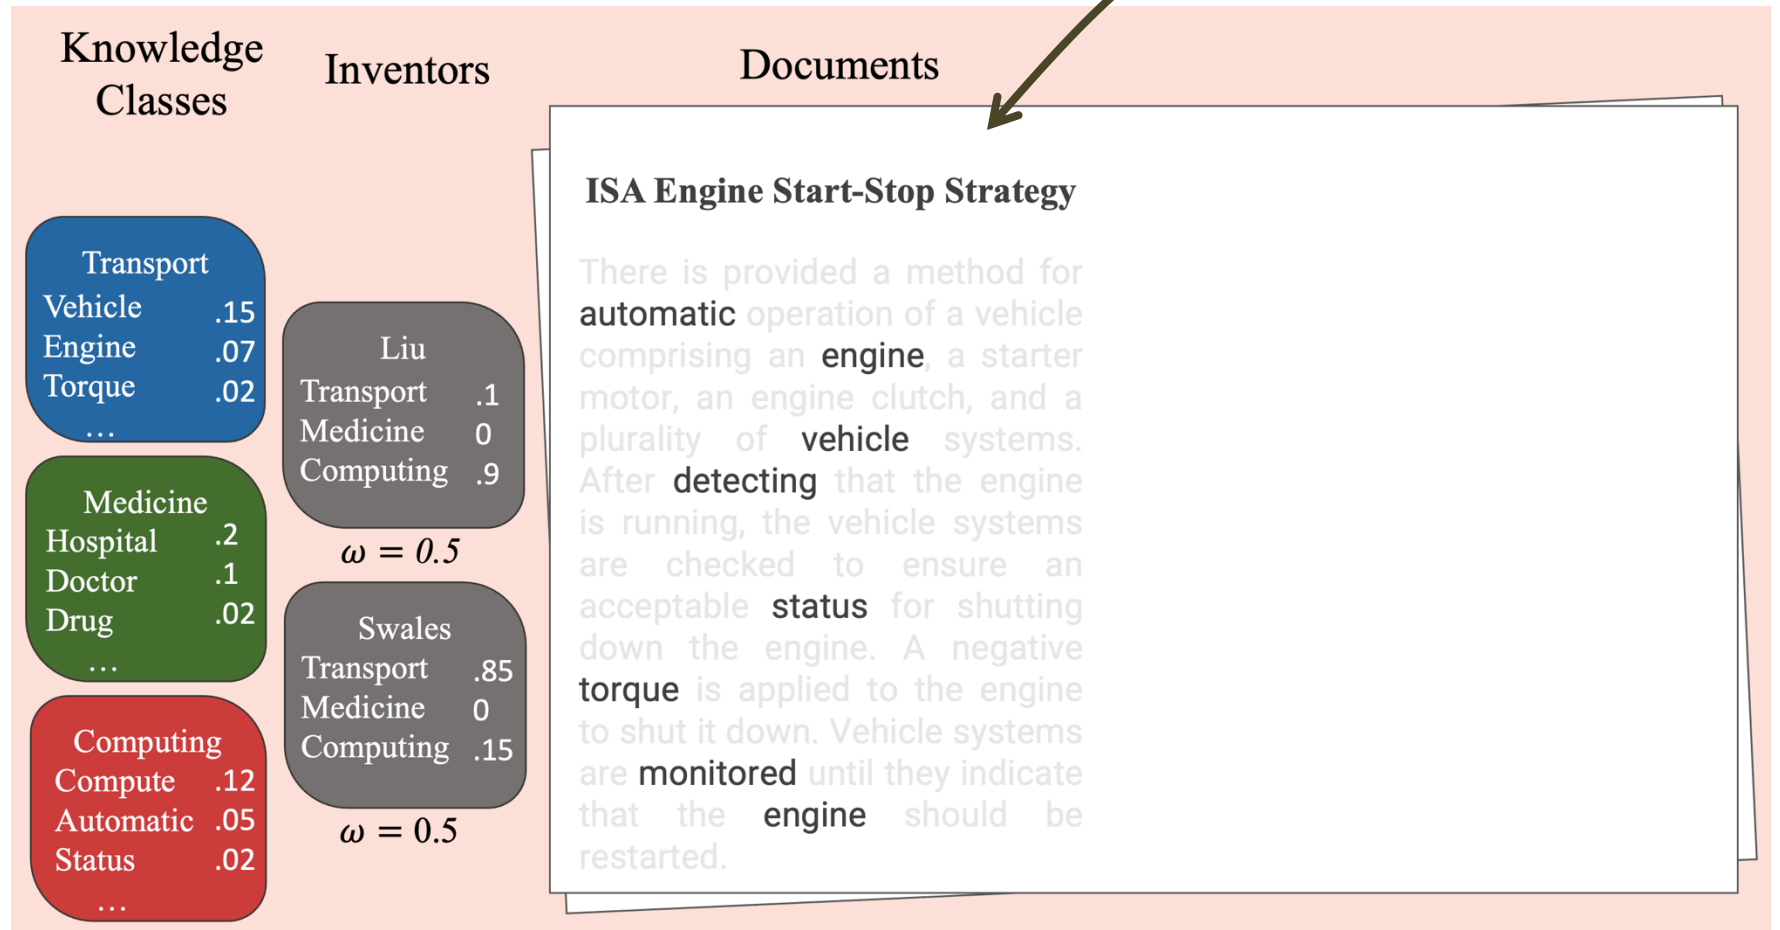 Knowledge
Classes
Inventors
Documents
Transport
Vehicle .15
Engine .07
Torque .02
...
Medicine
Hospital .2
Doctor .1
Drug .02
...
Computing
Compute .12
Automatic .05
Status .02
...
Liu
Transport .1
Medicine 0
Computing .9
ω = 0.5
Swales
Transport .85
Medicine 0
Computing .15
ω = 0.5
ISA Engine Start-Stop Strategy
There is provided a method for
automatic operation of a vehicle
comprising an engine, a starter
motor, an engine clutch, and a
plurality of vehicle systems.
After detecting that the engine
is running, the vehicle systems
are checked to ensure an
acceptable status for shutting
down the engine. A negative
torque is applied to the engine
to shut it down. Vehicle systems
are monitored until they indicate
that the engine should be
restarted.